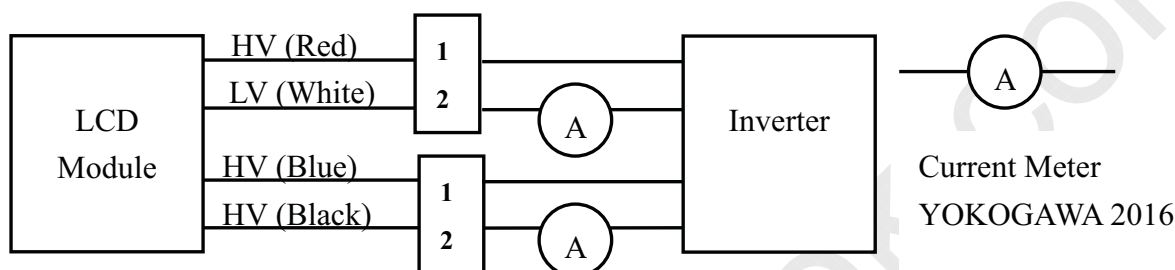 HV (Red)
1
LV (White)
2
A
A
LCD
Module
Inverter
HV (Blue)
1
HV (Black)
2
A
Current Meter
YOKOGAWA 2016